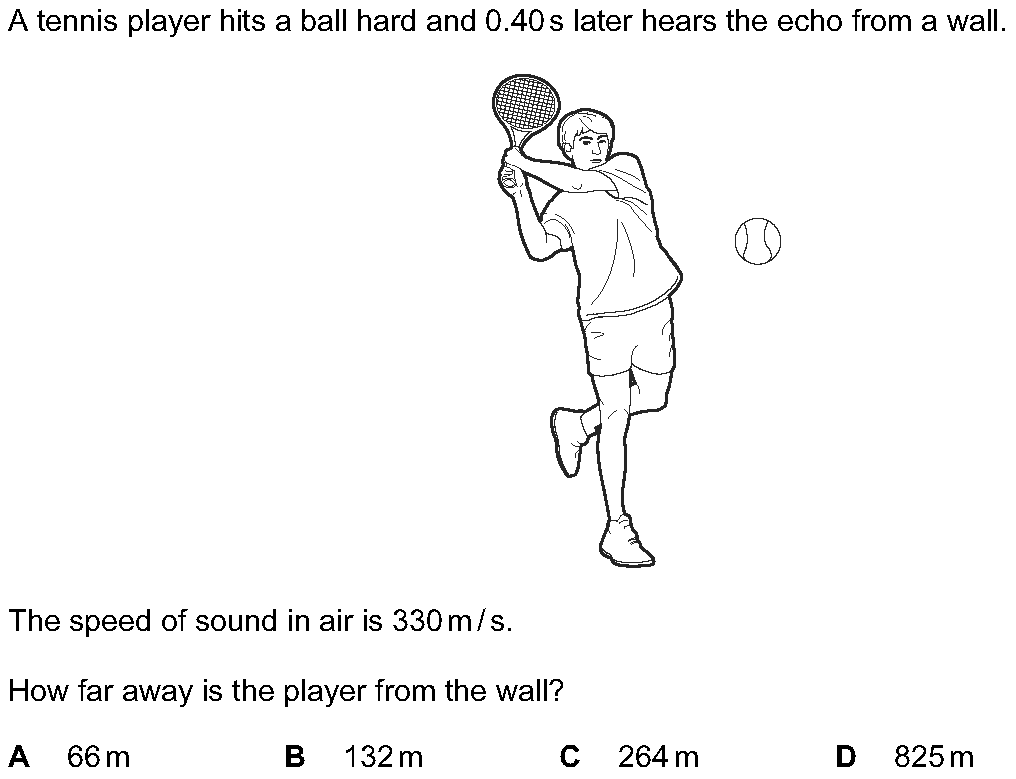 A tennis player hits a ball hard and 0.40 s later hears the echo from a wall.
The speed of sound in air is 330 m / s.
How far away is the player from the wall?
A 66 m B 132 m C 264 m D 825 m